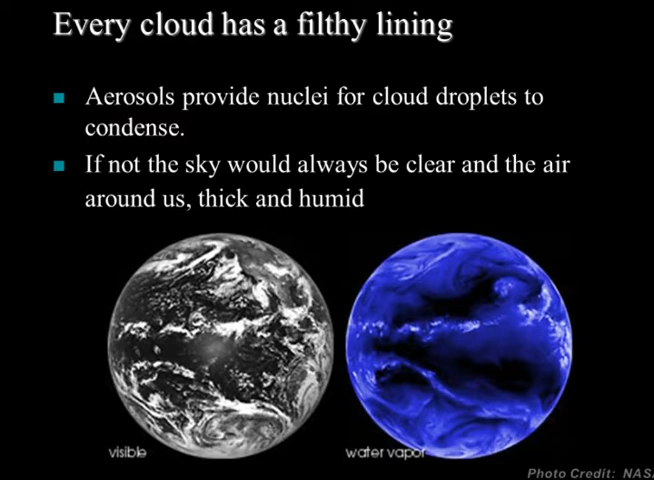 Every cloud has a filthy lining
Aerosols provide nuclei for cloud droplets to
condense.
If not the sky would always be clear and the air
around us, thick and humid
visible
water vapor
Photo Credit: NASA